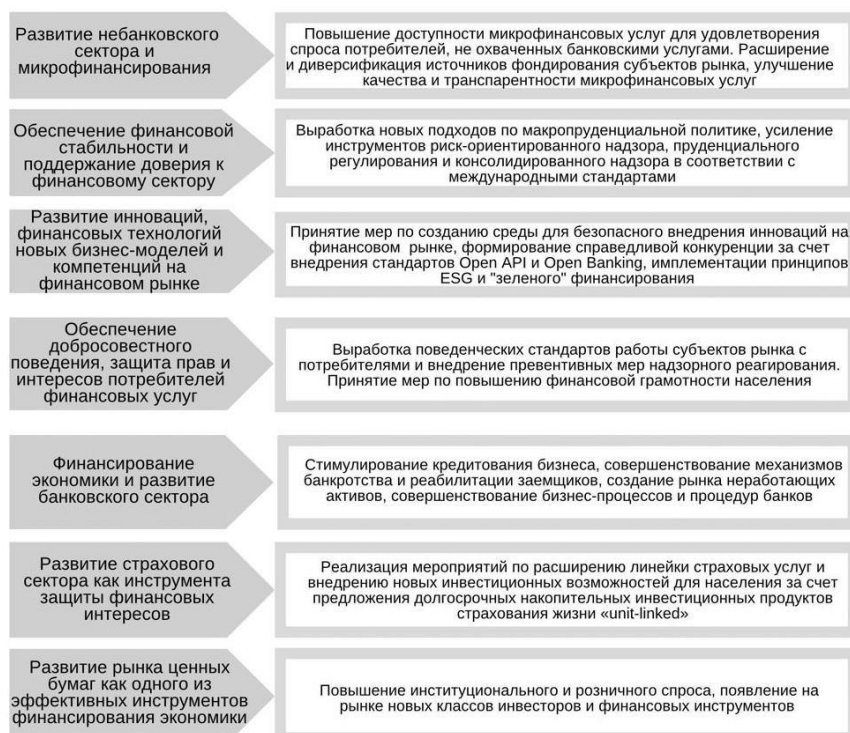 Развитие небанковского
сектора и
микрофинансирования
Повышение доступности микрофинансовых услуг для удовлетворения
спроса потребителей, не охваченных банковскими услугами. Расширение
и диверсификация источников фондирования субъектов рынка, улучшение
качества и транспарентности микрофинансовых услуг
Обеспечение финансовой
стабильности и
поддержание доверия к
финансовому сектору
Выработка новых подходов по макропруденциальной политике, усиление
инструментов риск-ориентированного надзора, пруденциального
регулирования и консолидированного надзора в соответствии с
международными стандартами
Развитие инноваций,
финансовых технологий
новых бизнес-моделей и
компетенций на
финансовом рынке
Принятие мер по созданию среды для безопасного внедрения инноваций на
финансовом рынке, формирование справедливой конкуренции за счет
внедрения стандартов Open API и Open Banking, имплементации принципов
ESG и "зеленого" финансирования
Обеспечение
добросовестного
поведения, защита прав и
интересов потребителей
финансовых услуг
Выработка поведенческих стандартов работы субъектов рынка с
потребителями и внедрение превентивных мер надзорного реагирования.
Принятие мер по повышению финансовой грамотности населения
Финансирование
экономики и развитие
банковского сектора
Стимулирование кредитования бизнеса, совершенствование механизмов
банкротства и реабилитации заемщиков, создание рынка неработающих
активов, совершенствование бизнес-процессов и процедур банков
Развитие страхового
сектора как инструмента
защиты финансовых
интересов
Реализация мероприятий по расширению линейки страховых услуг и
внедрению новых инвестиционных возможностей для населения за счет
предложения долгосрочных накопительных инвестиционных продуктов
страхования жизни «unit-linked»
Развитие рынка ценных
бумаг как одного из
эффективных инструментов
финансирования экономики
Повышение институционального и розничного спроса, появление на
рынке новых классов инвесторов и финансовых инструментов